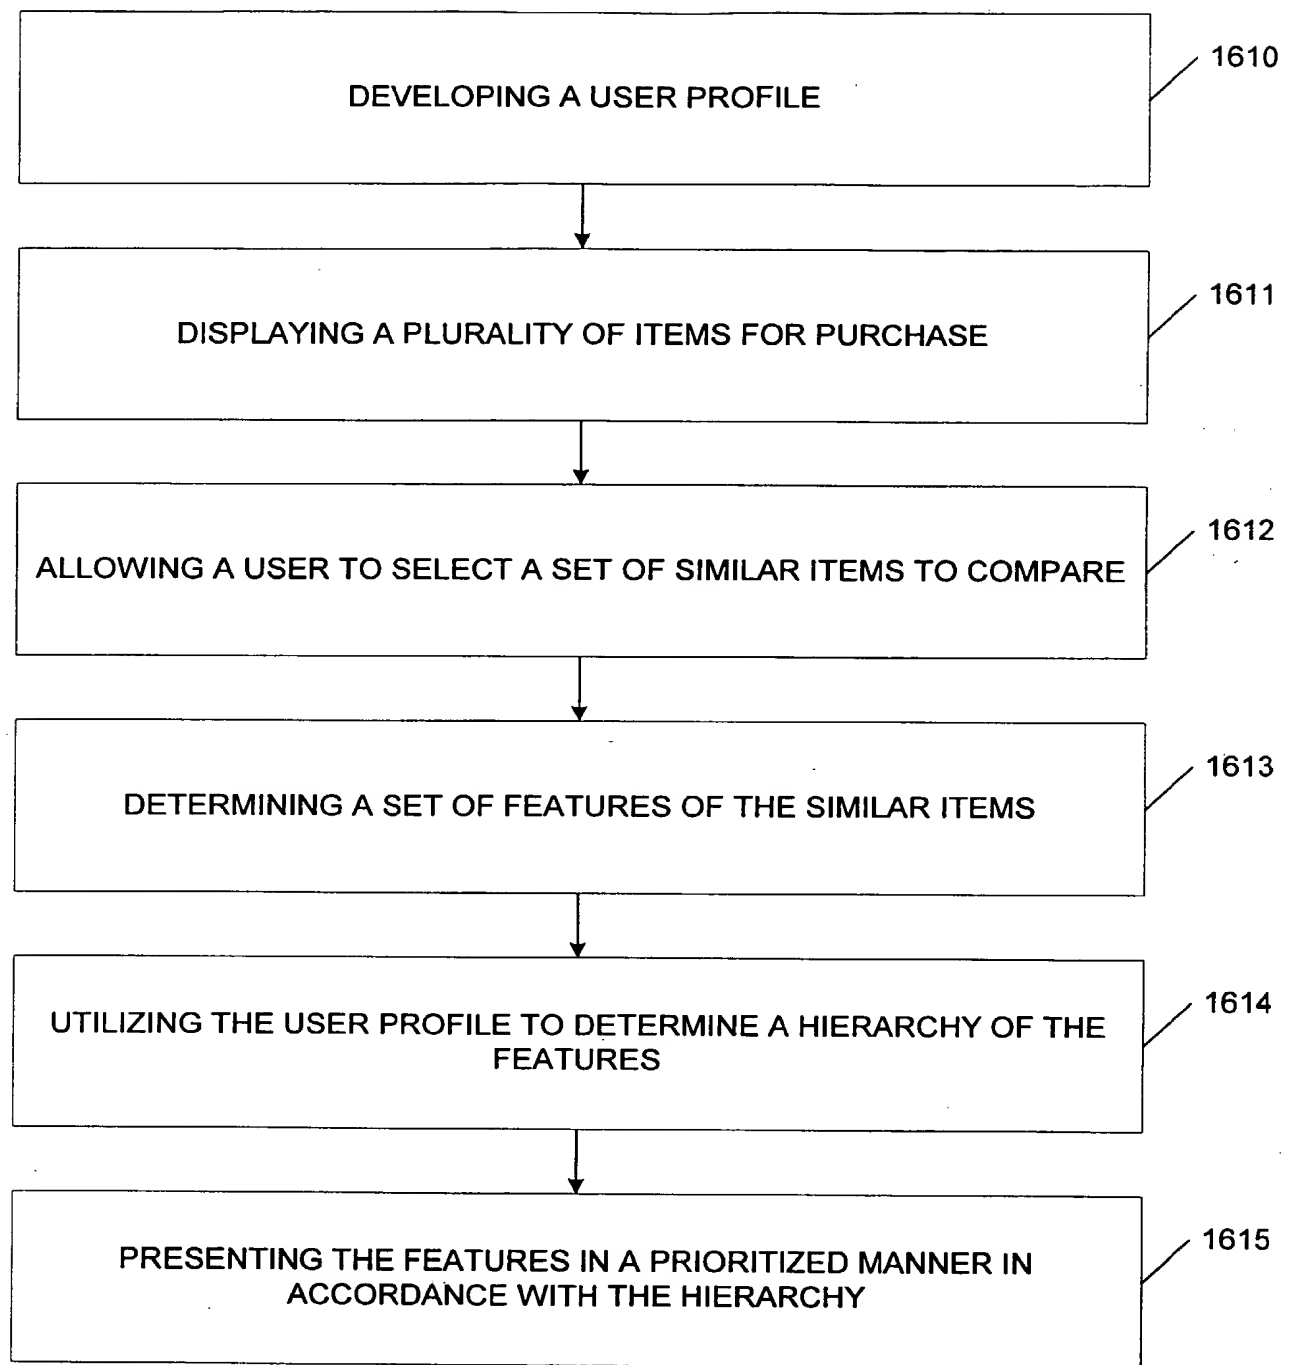 DEVELOPING A USER PROFILE
1610
DISPLAYING A PLURALITY OF ITEMS FOR PURCHASE
1611
ALLOWING A USER TO SELECT A SET OF SIMILAR ITEMS TO COMPARE
1612
DETERMINING A SET OF FEATURES OF THE SIMILAR ITEMS
1613
UTILIZING THE USER PROFILE TO DETERMINE A HIERARCHY OF THE
FEATURES
1614
PRESENTING THE FEATURES IN A PRIORITIZED MANNER IN
ACCORDANCE WITH THE HIERARCHY
1615